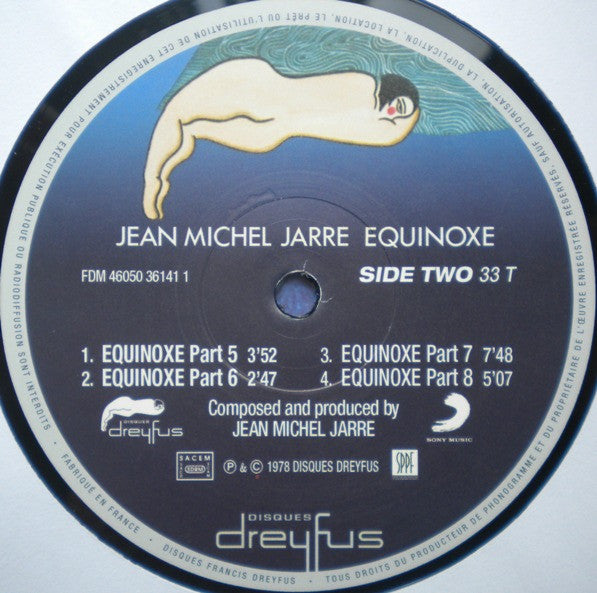 JEAN MICHEL JARRE EQUINOXE
FDM 46050 36141 1
SIDE TWO 33 T
1. EQUINOXE Part 5 3'52
2. EQUINOXE Part 6 2'47
3. EQUINOXE Part 7 7'48
4. EQUINOXE Part 8 5'07
Composed and produced by
JEAN MICHEL JARRE
DISQUES
dreyfus
SONY MUSIC
SACEM
SDRM
℗ & © 1978 DISQUES DREYFUS
SPPF
DISQUES
dreyfus
FABRIQUÉ EN FRANCE • DISQUES FRANCIS DREYFUS • TOUS DROITS DU PRODUCTEUR DE PHONOGRAMME ET DU PROPRIÉTAIRE DE L'ŒUVRE ENREGISTRÉE RÉSERVÉS. SAUF AUTORISATION, LA DUPLICATION, LA LOCATION, LE PRÊT OU L'UTILISATION DE CET ENREGISTREMENT POUR EXÉCUTION PUBLIQUE OU RADIODIFFUSION SONT INTERDITS •